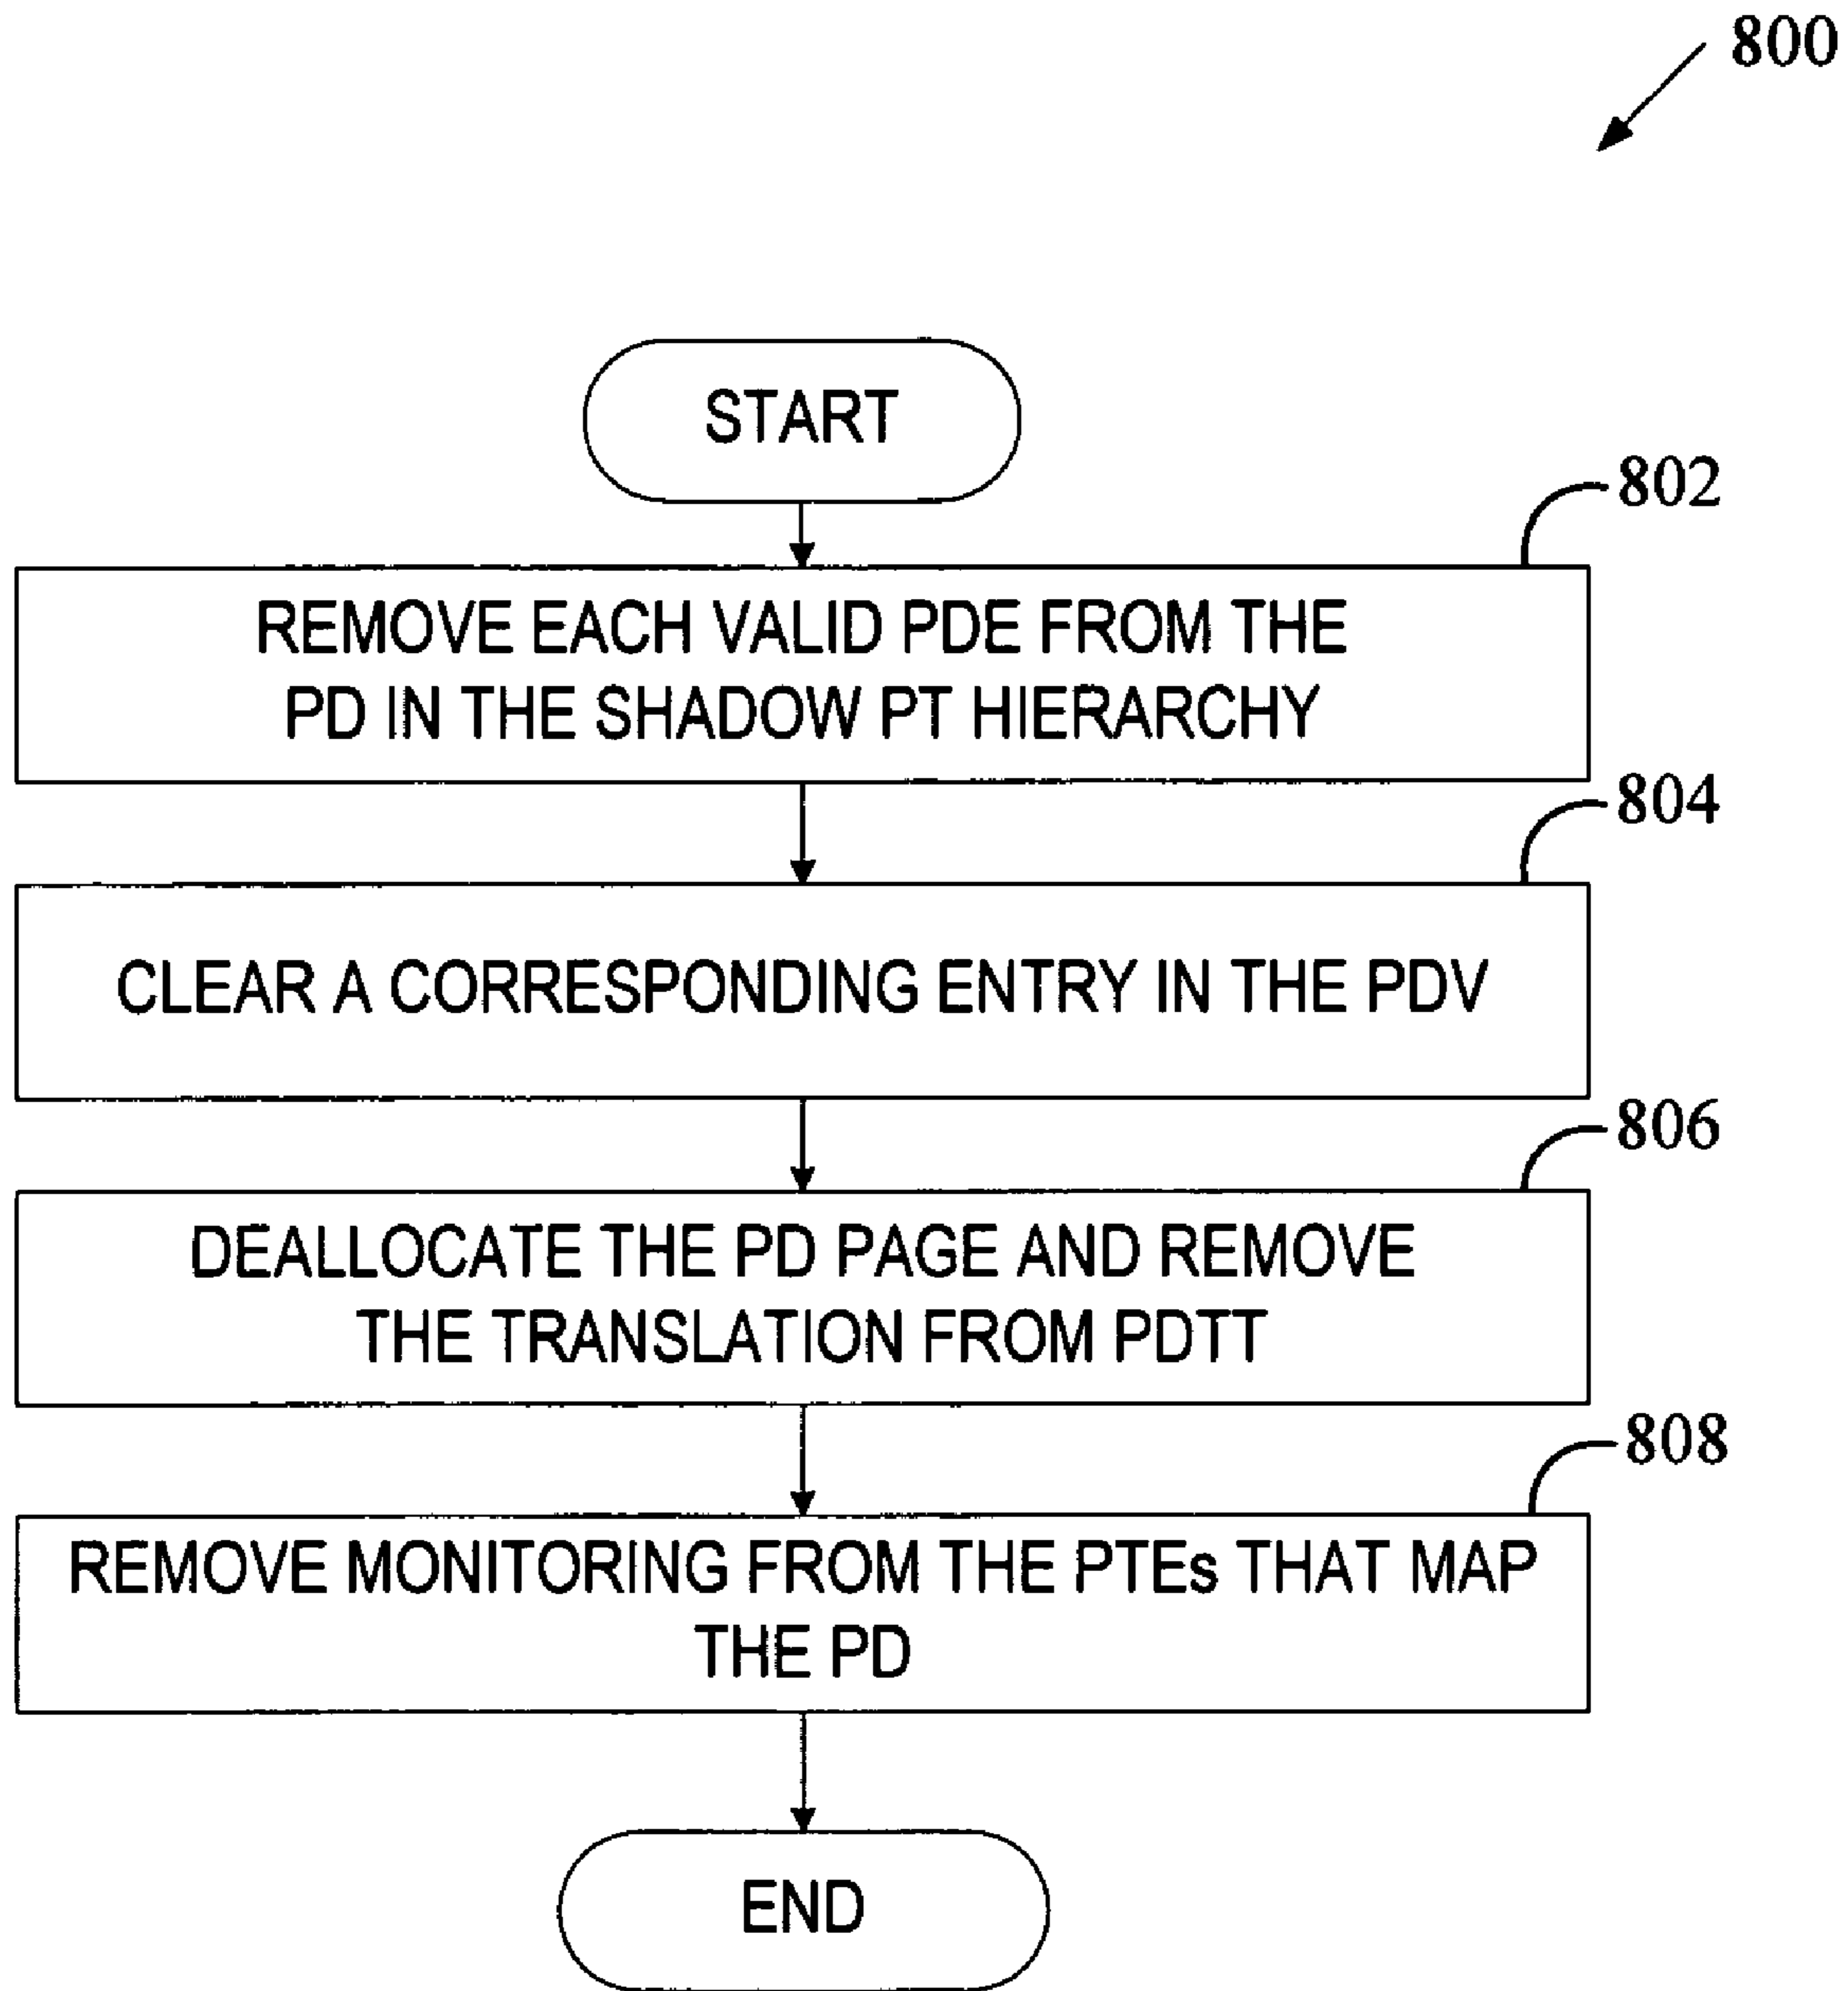 800
START
802
REMOVE EACH VALID PDE FROM THE
PD IN THE SHADOW PT HIERARCHY
804
CLEAR A CORRESPONDING ENTRY IN THE PDV
806
DEALLOCATE THE PD PAGE AND REMOVE
THE TRANSLATION FROM PDTT
808
REMOVE MONITORING FROM THE PTEs THAT MAP
THE PD
END